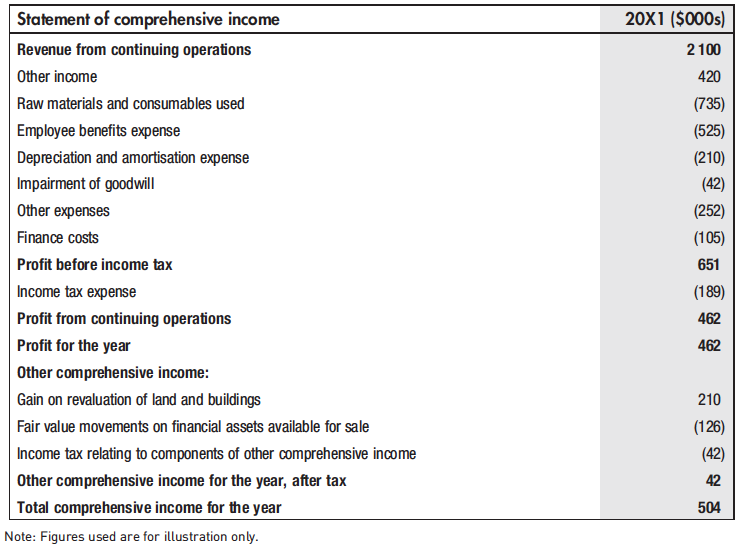 Statement of comprehensive income 20X1 ($000s)
Revenue from continuing operations 2 100
Other income 420
Raw materials and consumables used (735)
Employee benefits expense (525)
Depreciation and amortisation expense (210)
Impairment of goodwill (42)
Other expenses (252)
Finance costs (105)
Profit before income tax 651
Income tax expense (189)
Profit from continuing operations 462
Profit for the year 462
Other comprehensive income:
Gain on revaluation of land and buildings 210
Fair value movements on financial assets available for sale (126)
Income tax relating to components of other comprehensive income (42)
Other comprehensive income for the year, after tax 42
Total comprehensive income for the year 504
Note: Figures used are for illustration only.